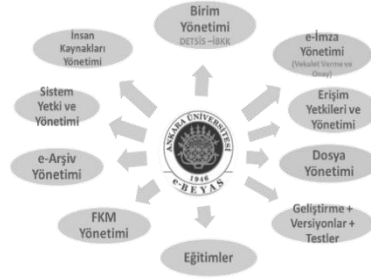 Birim
Yönetimi
DETSİS –İBKK
e-İmza
Yönetimi
(Vekalet Verme ve
Onay)
Erişim
Yetkileri ve
Yönetimi
Dosya
Yönetimi
Geliştirme +
Versiyonlar +
Testler
Eğitimler
FKM
Yönetimi
e-Arşiv
Yönetimi
Sistem
Yetki ve
Yönetimi
İnsan
Kaynakları
Yönetimi
ANKARA ÜNİVERSİTESİ
1946
e-BEYAS